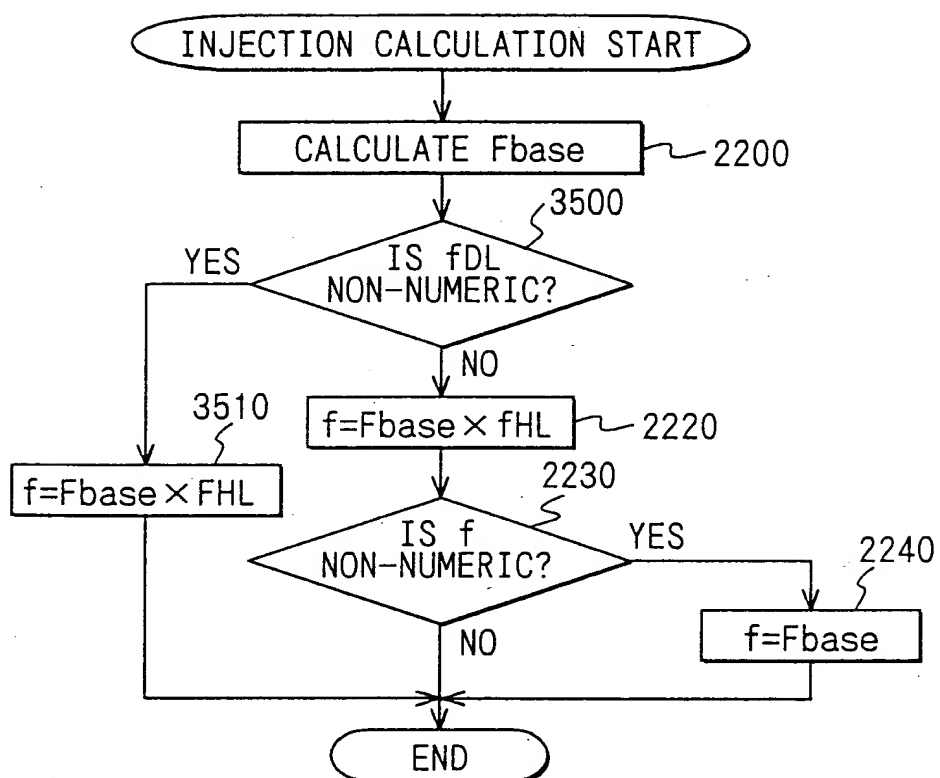 INJECTION CALCULATION START
CALCULATE Fbase
2200
3500
IS fDL
NON-NUMERIC?
YES
NO
3510
f=Fbase×FHL
f=Fbase×fHL
2220
2230
IS f
NON-NUMERIC?
YES
2240
f=Fbase
NO
END